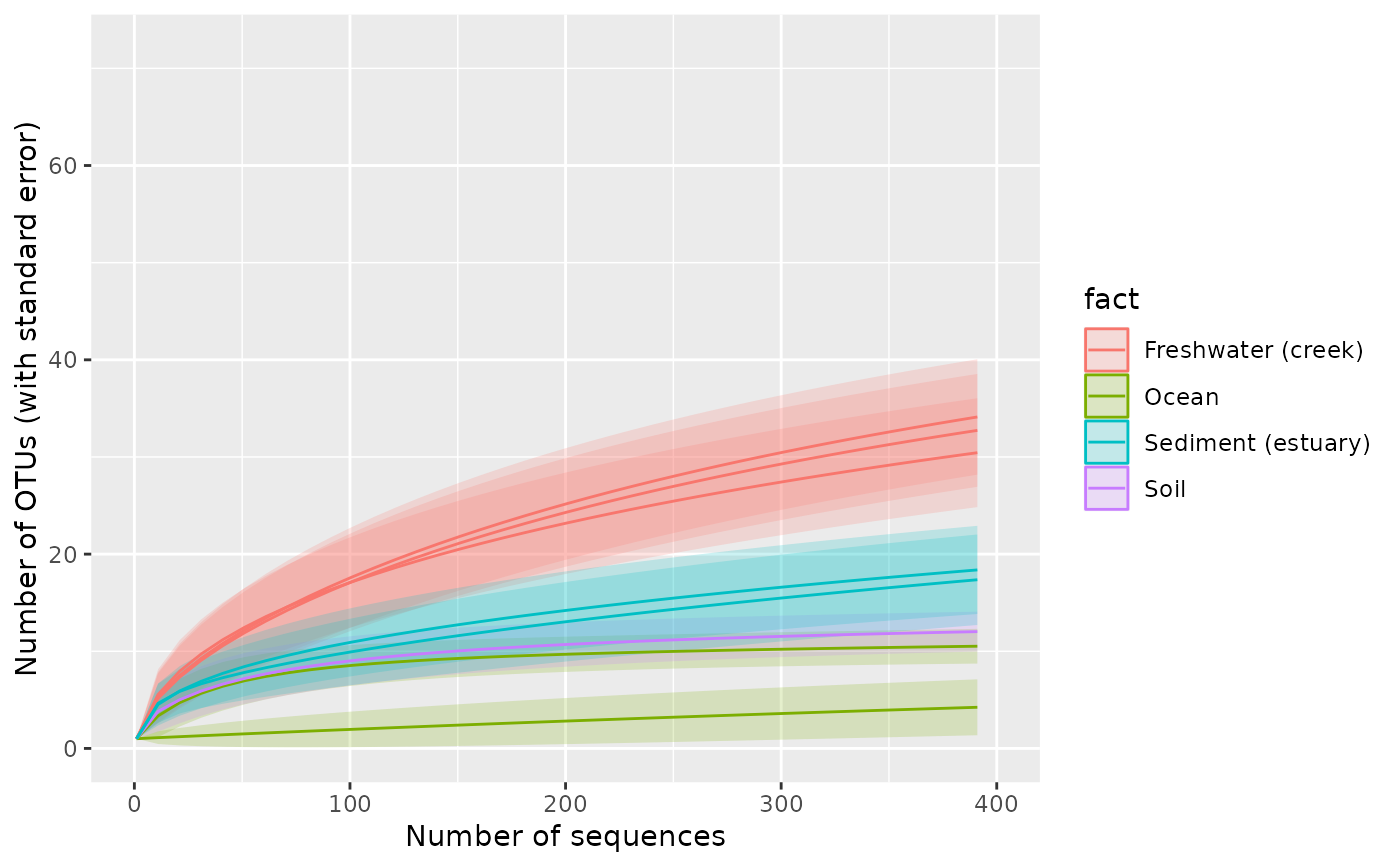 Number of OTUs (with standard error)
60
40
20
0
0 100 200 300 400
Number of sequences
fact
Freshwater (creek)
Ocean
Sediment (estuary)
Soil